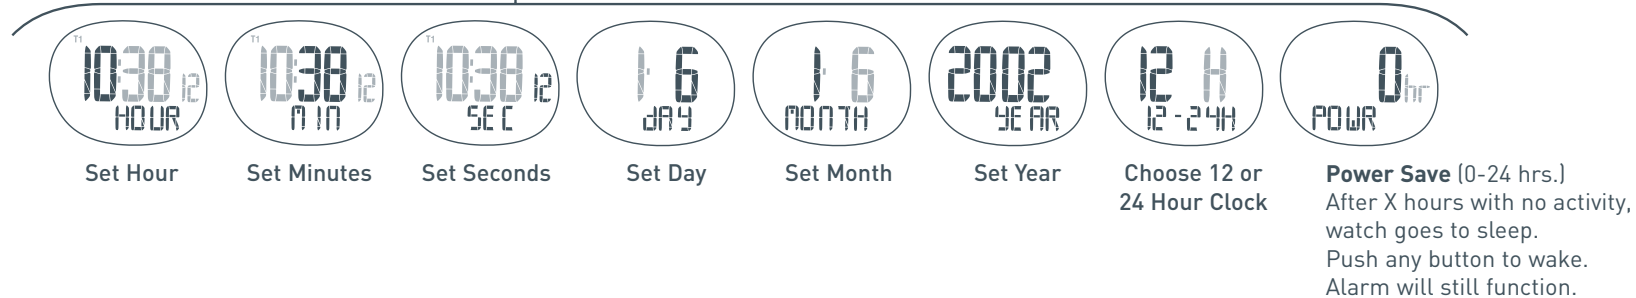 T1
10:38 12
HOUR
Set Hour
T1
10:38 12
MIN
Set Minutes
T1
10:38 12
SEC
Set Seconds
1· 6
dAY
Set Day
1· 6
MONTH
Set Month
2002
YEAR
Set Year
12 H
12-24H
Choose 12 or
24 Hour Clock
0hr
POWR
Power Save (0-24 hrs.)
After X hours with no activity,
watch goes to sleep.
Push any button to wake.
Alarm will still function.